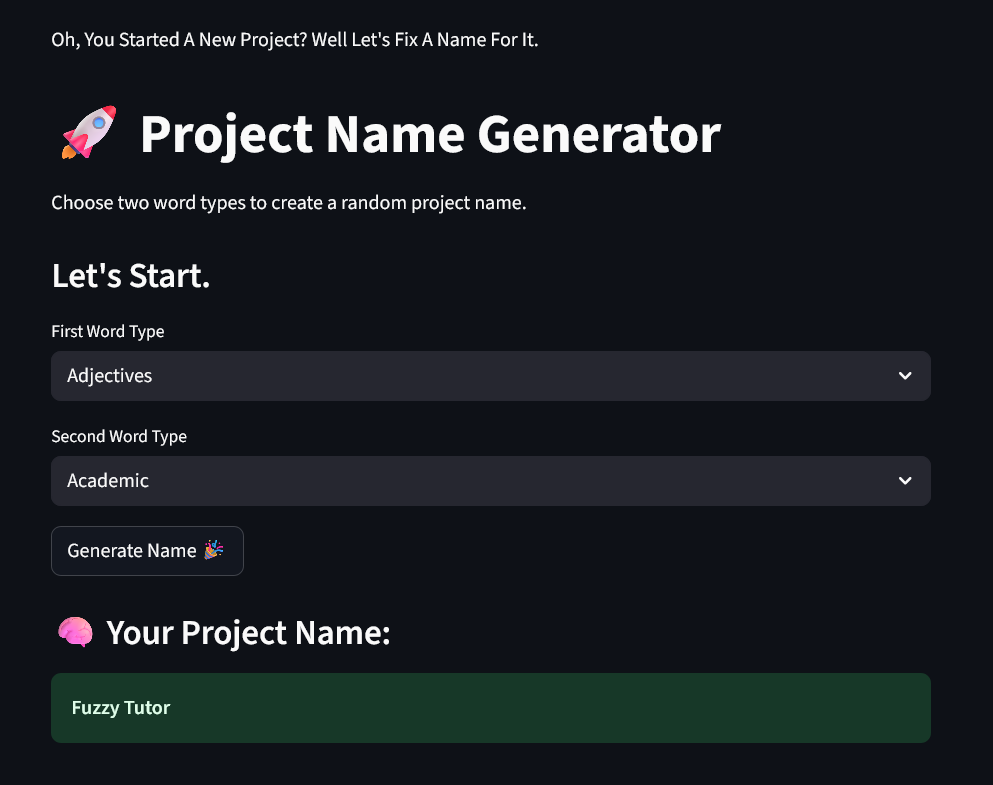 Oh, You Started A New Project? Well Let's Fix A Name For It.
🚀 Project Name Generator
Choose two word types to create a random project name.
Let's Start.
First Word Type
Adjectives
Second Word Type
Academic
Generate Name 🎉
🧠 Your Project Name:
Fuzzy Tutor